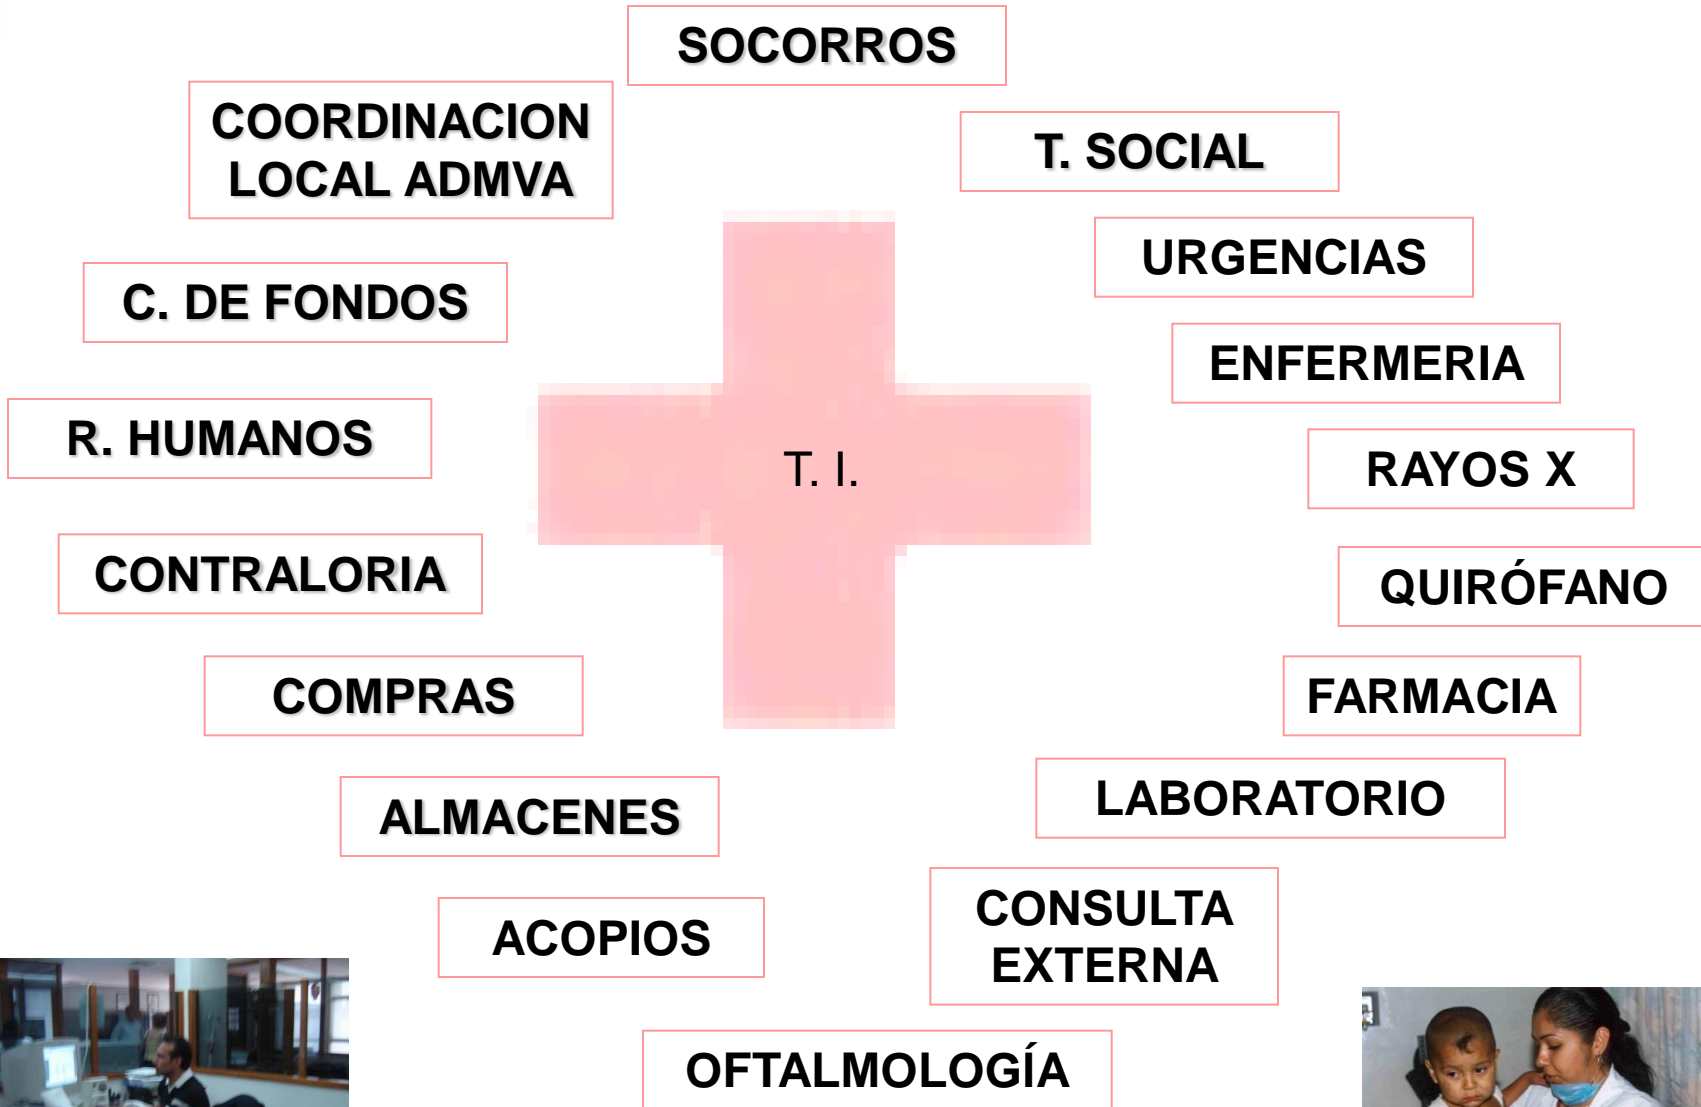 SOCORROS
COORDINACION
LOCAL ADMVA
T. SOCIAL
URGENCIAS
C. DE FONDOS
ENFERMERIA
R. HUMANOS
T. I.
RAYOS X
CONTRALORIA
QUIRÓFANO
COMPRAS
FARMACIA
ALMACENES
LABORATORIO
ACOPIOS
CONSULTA
EXTERNA
OFTALMOLOGÍA